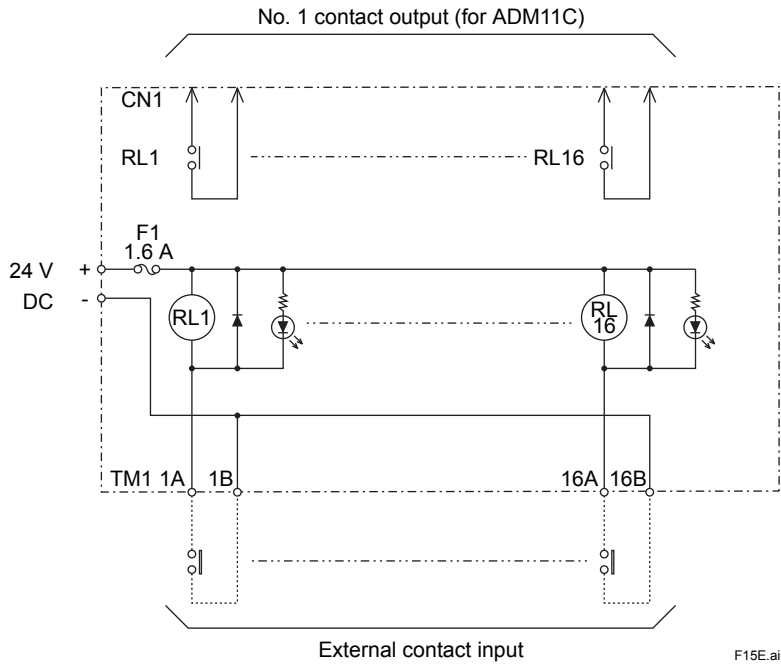 No. 1 contact output (for ADM11C)
CN1
RL1
RL16
F1
1.6 A
24 V +
DC -
RL1
RL
16
TM1 1A 1B 16A 16B
External contact input
F15E.ai